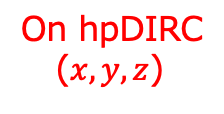 On hpDIRC
(x, y, z)